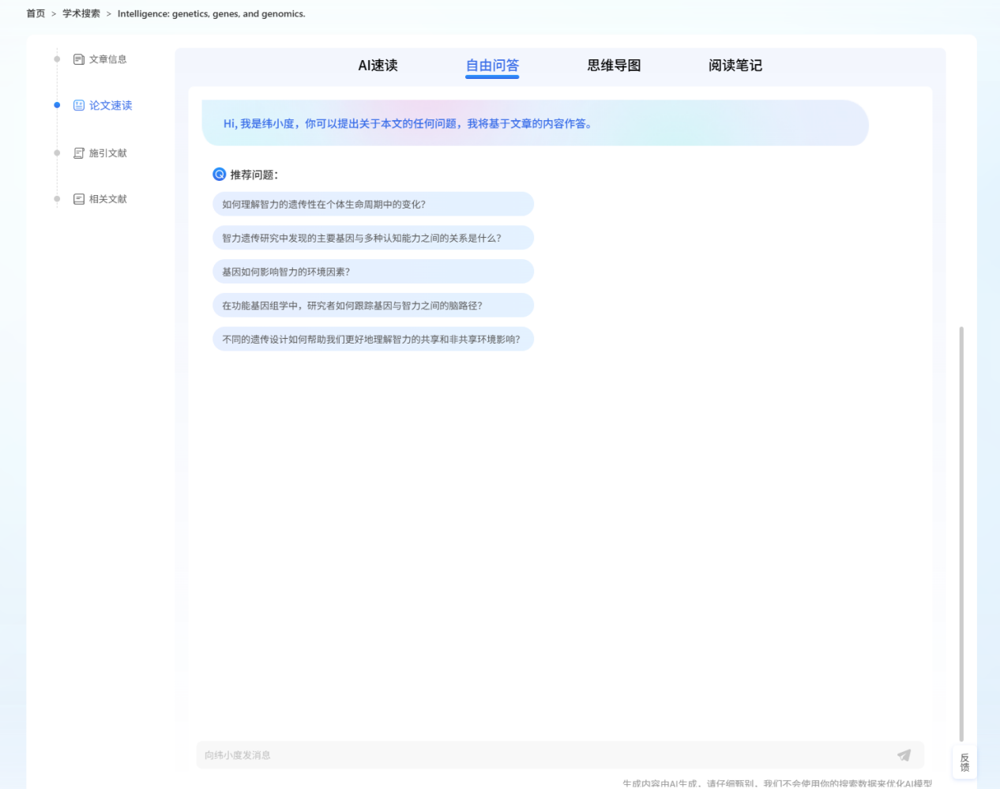 首页 > 学术搜索 > Intelligence: genetics, genes, and genomics.
文章信息
论文速读
施引文献
相关文献
AI速读 自由问答 思维导图 阅读笔记
Hi, 我是纬小度，你可以提出关于本文的任何问题，我将基于文章的内容作答。
推荐问题：
如何理解智力的遗传性在个体生命周期中的变化？
智力遗传研究中发现的主要基因与多种认知能力之间的关系是什么？
基因如何影响智力的环境因素？
在功能基因组学中，研究者如何跟踪基因与智力之间的脑路径？
不同的遗传设计如何帮助我们更好地理解智力的共享和非共享环境影响？
向纬小度发消息
反馈
生成内容由AI生成，请仔细甄别，我们不会使用你的搜索数据来优化AI模型